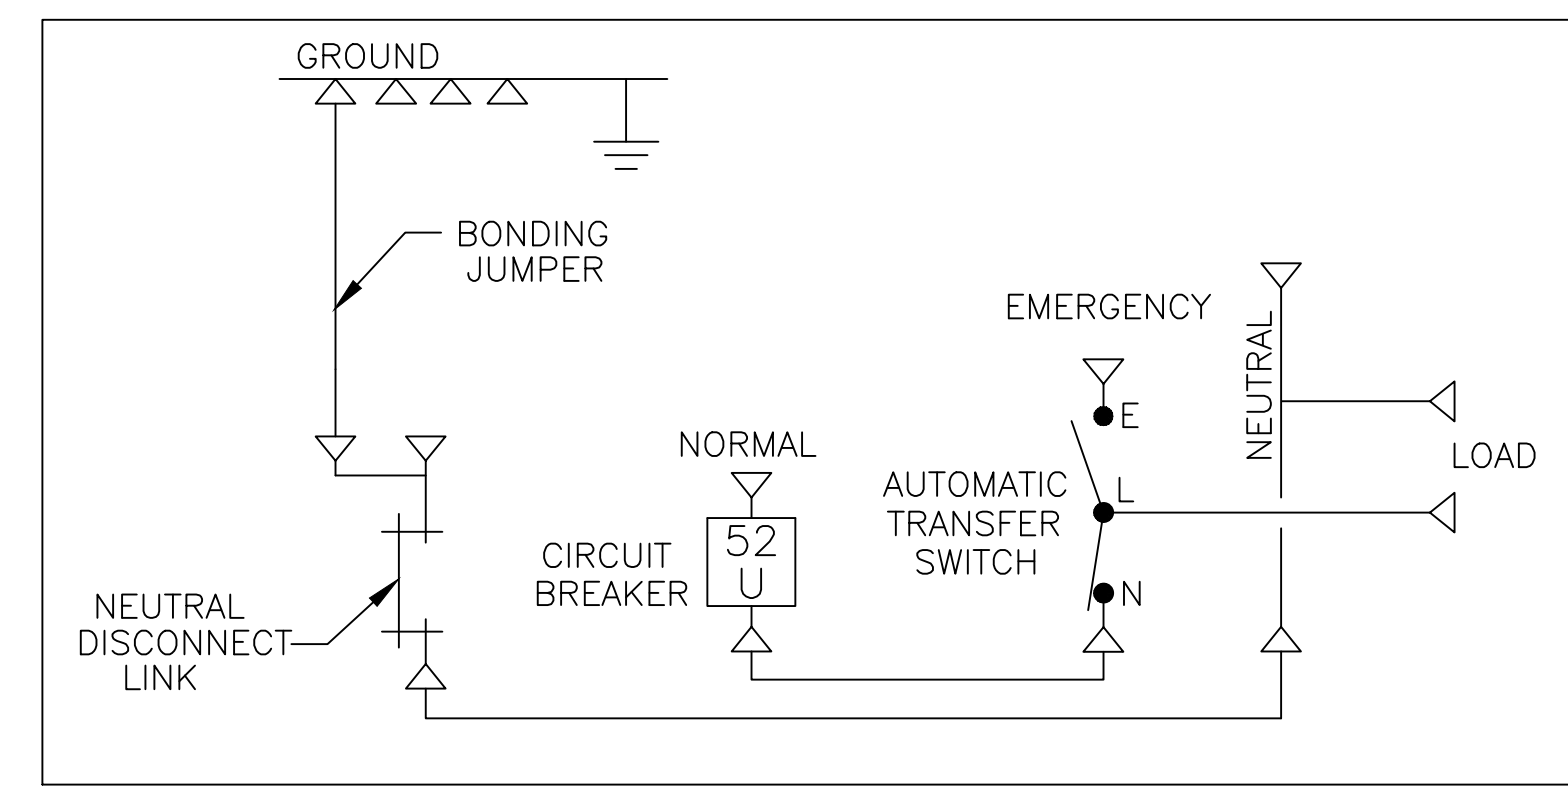 GROUND
BONDING
JUMPER
EMERGENCY
NEUTRAL
E
NORMAL
LOAD
AUTOMATIC
TRANSFER
SWITCH
L
52
U
CIRCUIT
BREAKER
N
NEUTRAL
DISCONNECT
LINK